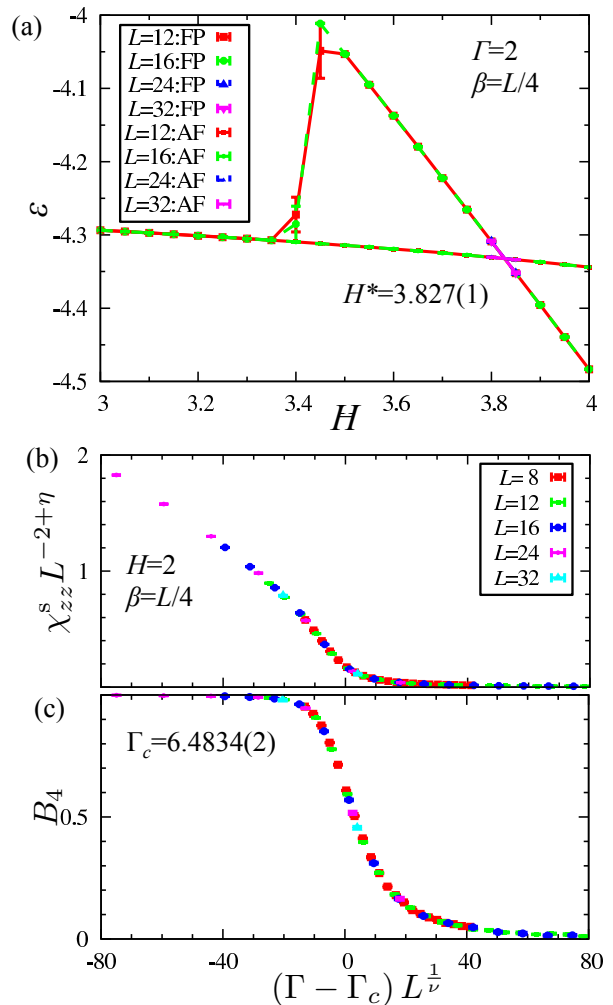 (a)
-4
-4.1
-4.2
-4.3
-4.4
-4.5
ε
L=12:FP
L=16:FP
L=24:FP
L=32:FP
L=12:AF
L=16:AF
L=24:AF
L=32:AF
Γ=2
β=L/4
H*=3.827(1)
3 3.2 3.4 3.6 3.8 4
H
(b)
2
1
χ^s_zz L^{-2+η}
H=2
β=L/4
L= 8
L=12
L=16
L=24
L=32
(c)
Γc=6.4834(2)
0.5
0
B₄
-80 -40 0 40 80
(Γ − Γc) L^{1/ν}